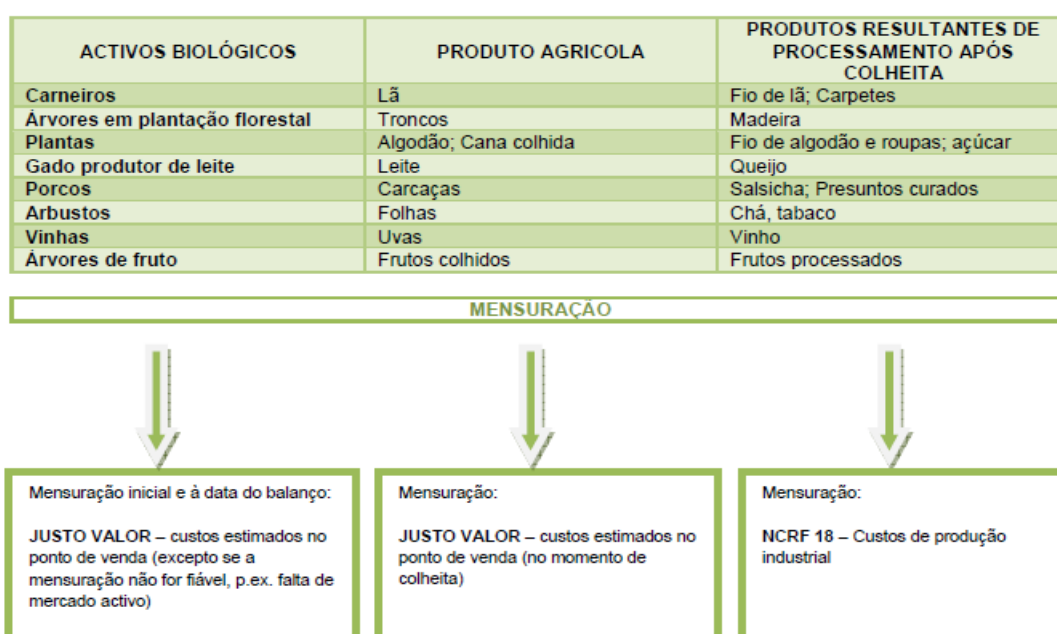 ACTIVOS BIOLÓGICOS PRODUTO AGRICOLA PRODUTOS RESULTANTES DE PROCESSAMENTO APÓS COLHEITA
Carneiros Lã Fio de lã; Carpetes
Árvores em plantação florestal Troncos Madeira
Plantas Algodão; Cana colhida Fio de algodão e roupas; açúcar
Gado produtor de leite Leite Queijo
Porcos Carcaças Salsicha; Presuntos curados
Arbustos Folhas Chá, tabaco
Vinhas Uvas Vinho
Árvores de fruto Frutos colhidos Frutos processados
MENSURAÇÃO
Mensuração inicial e à data do balanço:
JUSTO VALOR – custos estimados no
ponto de venda (excepto se a
mensuração não for fiável, p.ex. falta de
mercado activo)
Mensuração:
JUSTO VALOR – custos estimados no
ponto de venda (no momento de
colheita)
Mensuração:
NCRF 18 – Custos de produção
industrial